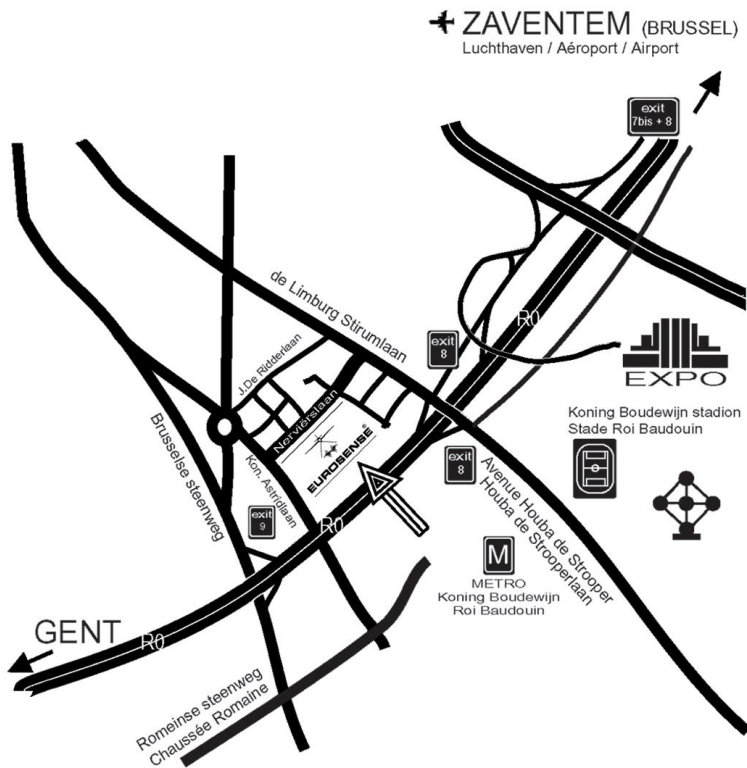 ZAVENTEM (BRUSSEL)
Luchthaven / Aéroport / Airport
exit
7bis + 8
de Limburg Stirumlaan
R0
exit
8
EXPO
J.De Ridderlaan
Koning Boudewijn stadion
Stade Roi Baudouin
Nerviërslaan
EUROSENSE®
Brusselse steenweg
Kon. Astridlaan
exit
8
Avenue Houba de Strooper
Houba de Strooperlaan
exit
9
R0
M
METRO
Koning Boudewijn
Roi Baudouin
GENT
R0
Romeinse steenweg
Chaussée Romaine